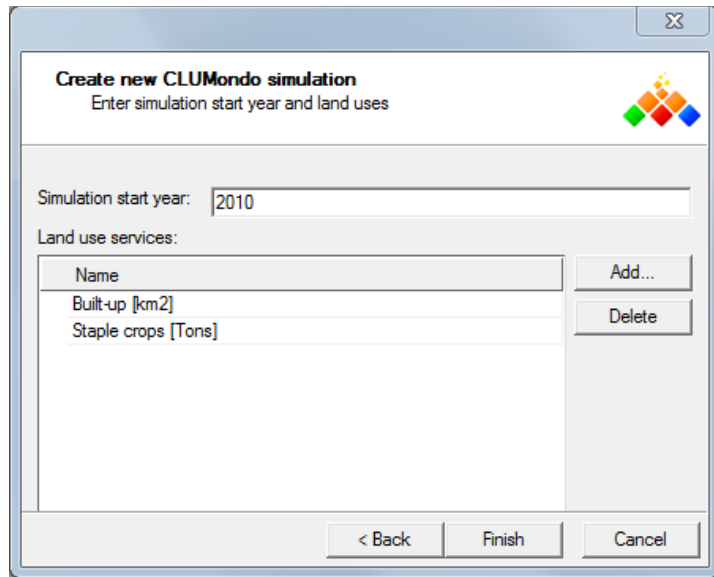 Create new CLUMondo simulation
Enter simulation start year and land uses
Simulation start year: 2010
Land use services:
Name
Built-up [km2]
Staple crops [Tons]
Add...
Delete
< Back
Finish
Cancel